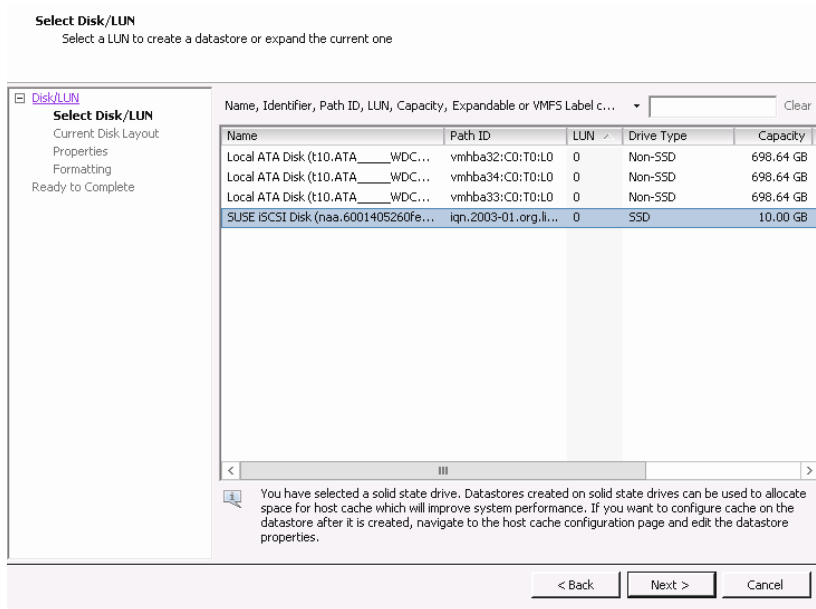 Select Disk/LUN
Select a LUN to create a datastore or expand the current one
Disk/LUN
Select Disk/LUN
Current Disk Layout
Properties
Formatting
Ready to Complete
Name, Identifier, Path ID, LUN, Capacity, Expandable or VMFS Label c... Clear
Name Path ID LUN Drive Type Capacity
Local ATA Disk (t10.ATA_____WDC... vmhba32:C0:T0:L0 0 Non-SSD 698.64 GB
Local ATA Disk (t10.ATA_____WDC... vmhba34:C0:T0:L0 0 Non-SSD 698.64 GB
Local ATA Disk (t10.ATA_____WDC... vmhba33:C0:T0:L0 0 Non-SSD 698.64 GB
SUSE iSCSI Disk (naa.6001405260fe... iqn.2003-01.org.li... 0 SSD 10.00 GB
You have selected a solid state drive. Datastores created on solid state drives can be used to allocate
space for host cache which will improve system performance. If you want to configure cache on the
datastore after it is created, navigate to the host cache configuration page and edit the datastore
properties.
< Back Next > Cancel